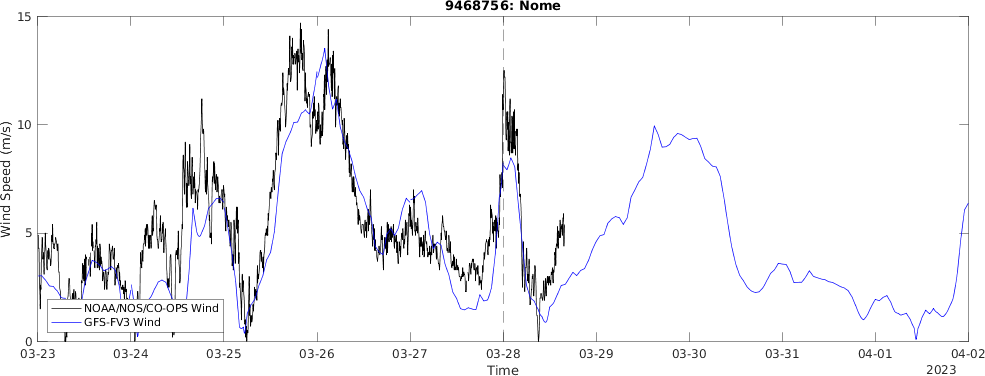 9468756: Nome
15
10
5
0
Wind Speed (m/s)
NOAA/NOS/CO-OPS Wind
GFS-FV3 Wind
03-23 03-24 03-25 03-26 03-27 03-28 03-29 03-30 03-31 04-01 04-02
Time
2023